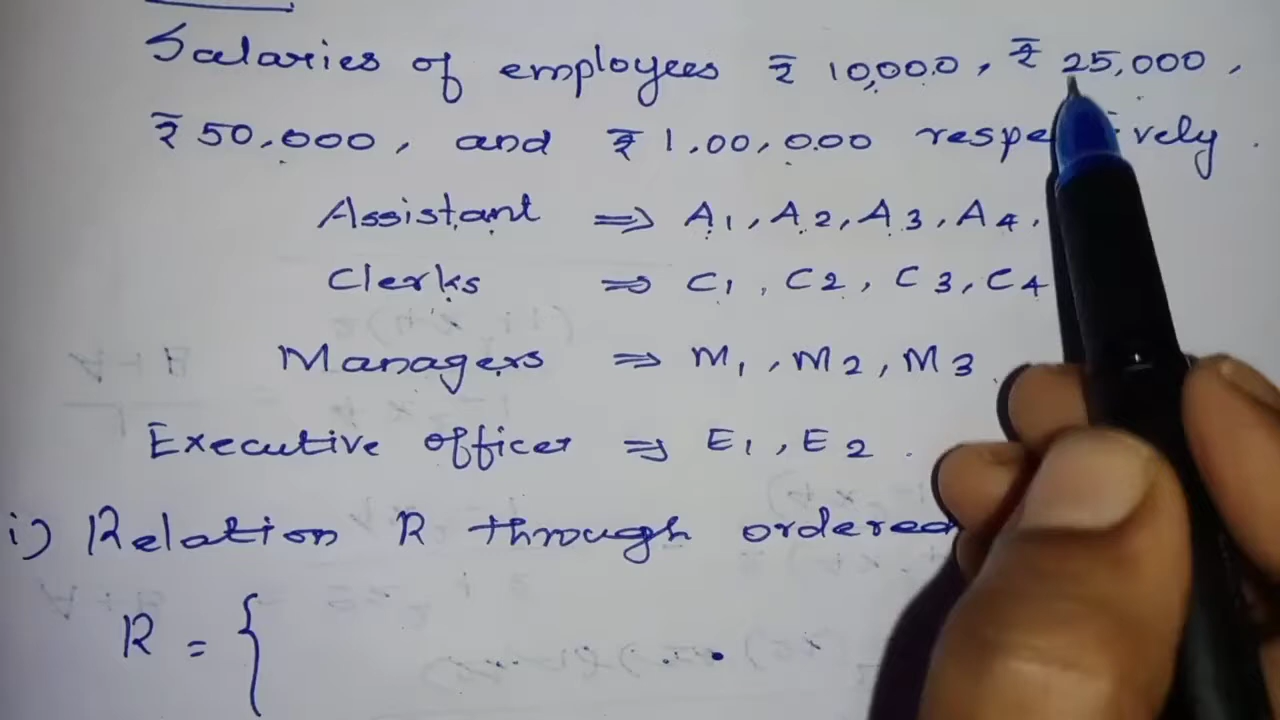 Salaries of employees ₹ 10,000, ₹ 25,000,
₹ 50,000, and ₹ 1,00,000 respectively.
Assistant ⇒ A1, A2, A3, A4,
Clerks ⇒ C1, C2, C3, C4
Managers ⇒ M1, M2, M3.
Executive officer ⇒ E1, E2.
i) Relation R through ordered
R = {